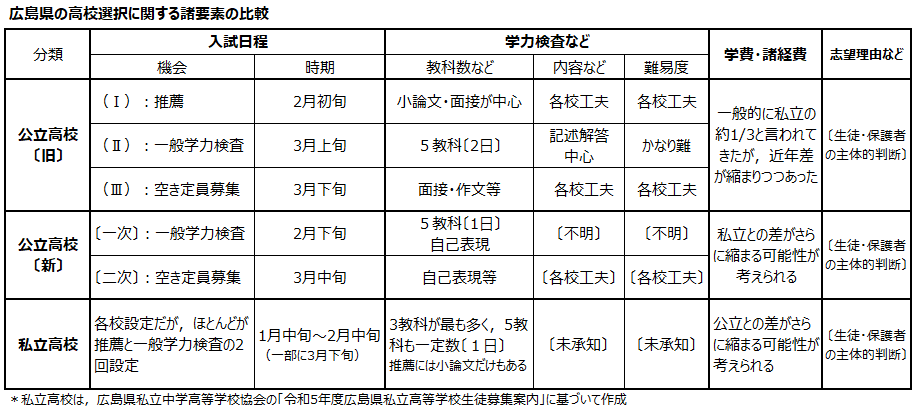 広島県の高校選択に関する諸要素の比較
分類
入試日程
学力検査など
学費・諸経費
志望理由など
機会
時期
教科数など
内容など
難易度
公立高校
〔旧〕
(Ⅰ):推薦
2月初旬
小論文・面接が中心
各校工夫
各校工夫
(Ⅱ):一般学力検査
3月上旬
5教科〔2日〕
記述解答
中心
かなり難
(Ⅲ):空き定員募集
3月下旬
面接・作文等
各校工夫
各校工夫
一般的に私立の
約1/3と言われて
きたが，近年差
が縮まりつつあった
〔生徒・保護者
の主体的判断〕
公立高校
〔新〕
〔一次〕:一般学力検査
2月下旬
5教科〔1日〕
自己表現
〔不明〕
〔不明〕
〔二次〕:空き定員募集
3月中旬
自己表現等
〔各校工夫〕
〔各校工夫〕
私立との差がさら
に縮まる可能性が
考えられる
〔生徒・保護者
の主体的判断〕
私立高校
各校設定だが，ほとんどが
推薦と一般学力検査の2
回設定
1月中旬～2月中旬
(一部に3月下旬)
3教科が最も多く，5教
科も一定数〔1日〕
推薦には小論文だけもある
〔未承知〕
〔未承知〕
公立との差がさら
に縮まる可能性が
考えられる
〔生徒・保護者
の主体的判断〕
＊私立高校は，広島県私立中学高等学校協会の「令和5年度広島県私立高等学校生徒募集案内」に基づいて作成